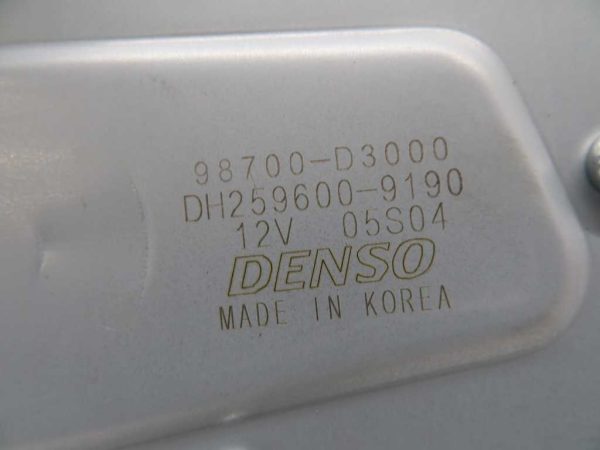 98700-D3000
DH259600-9190
12V 05S04
DENSO
MADE IN KOREA